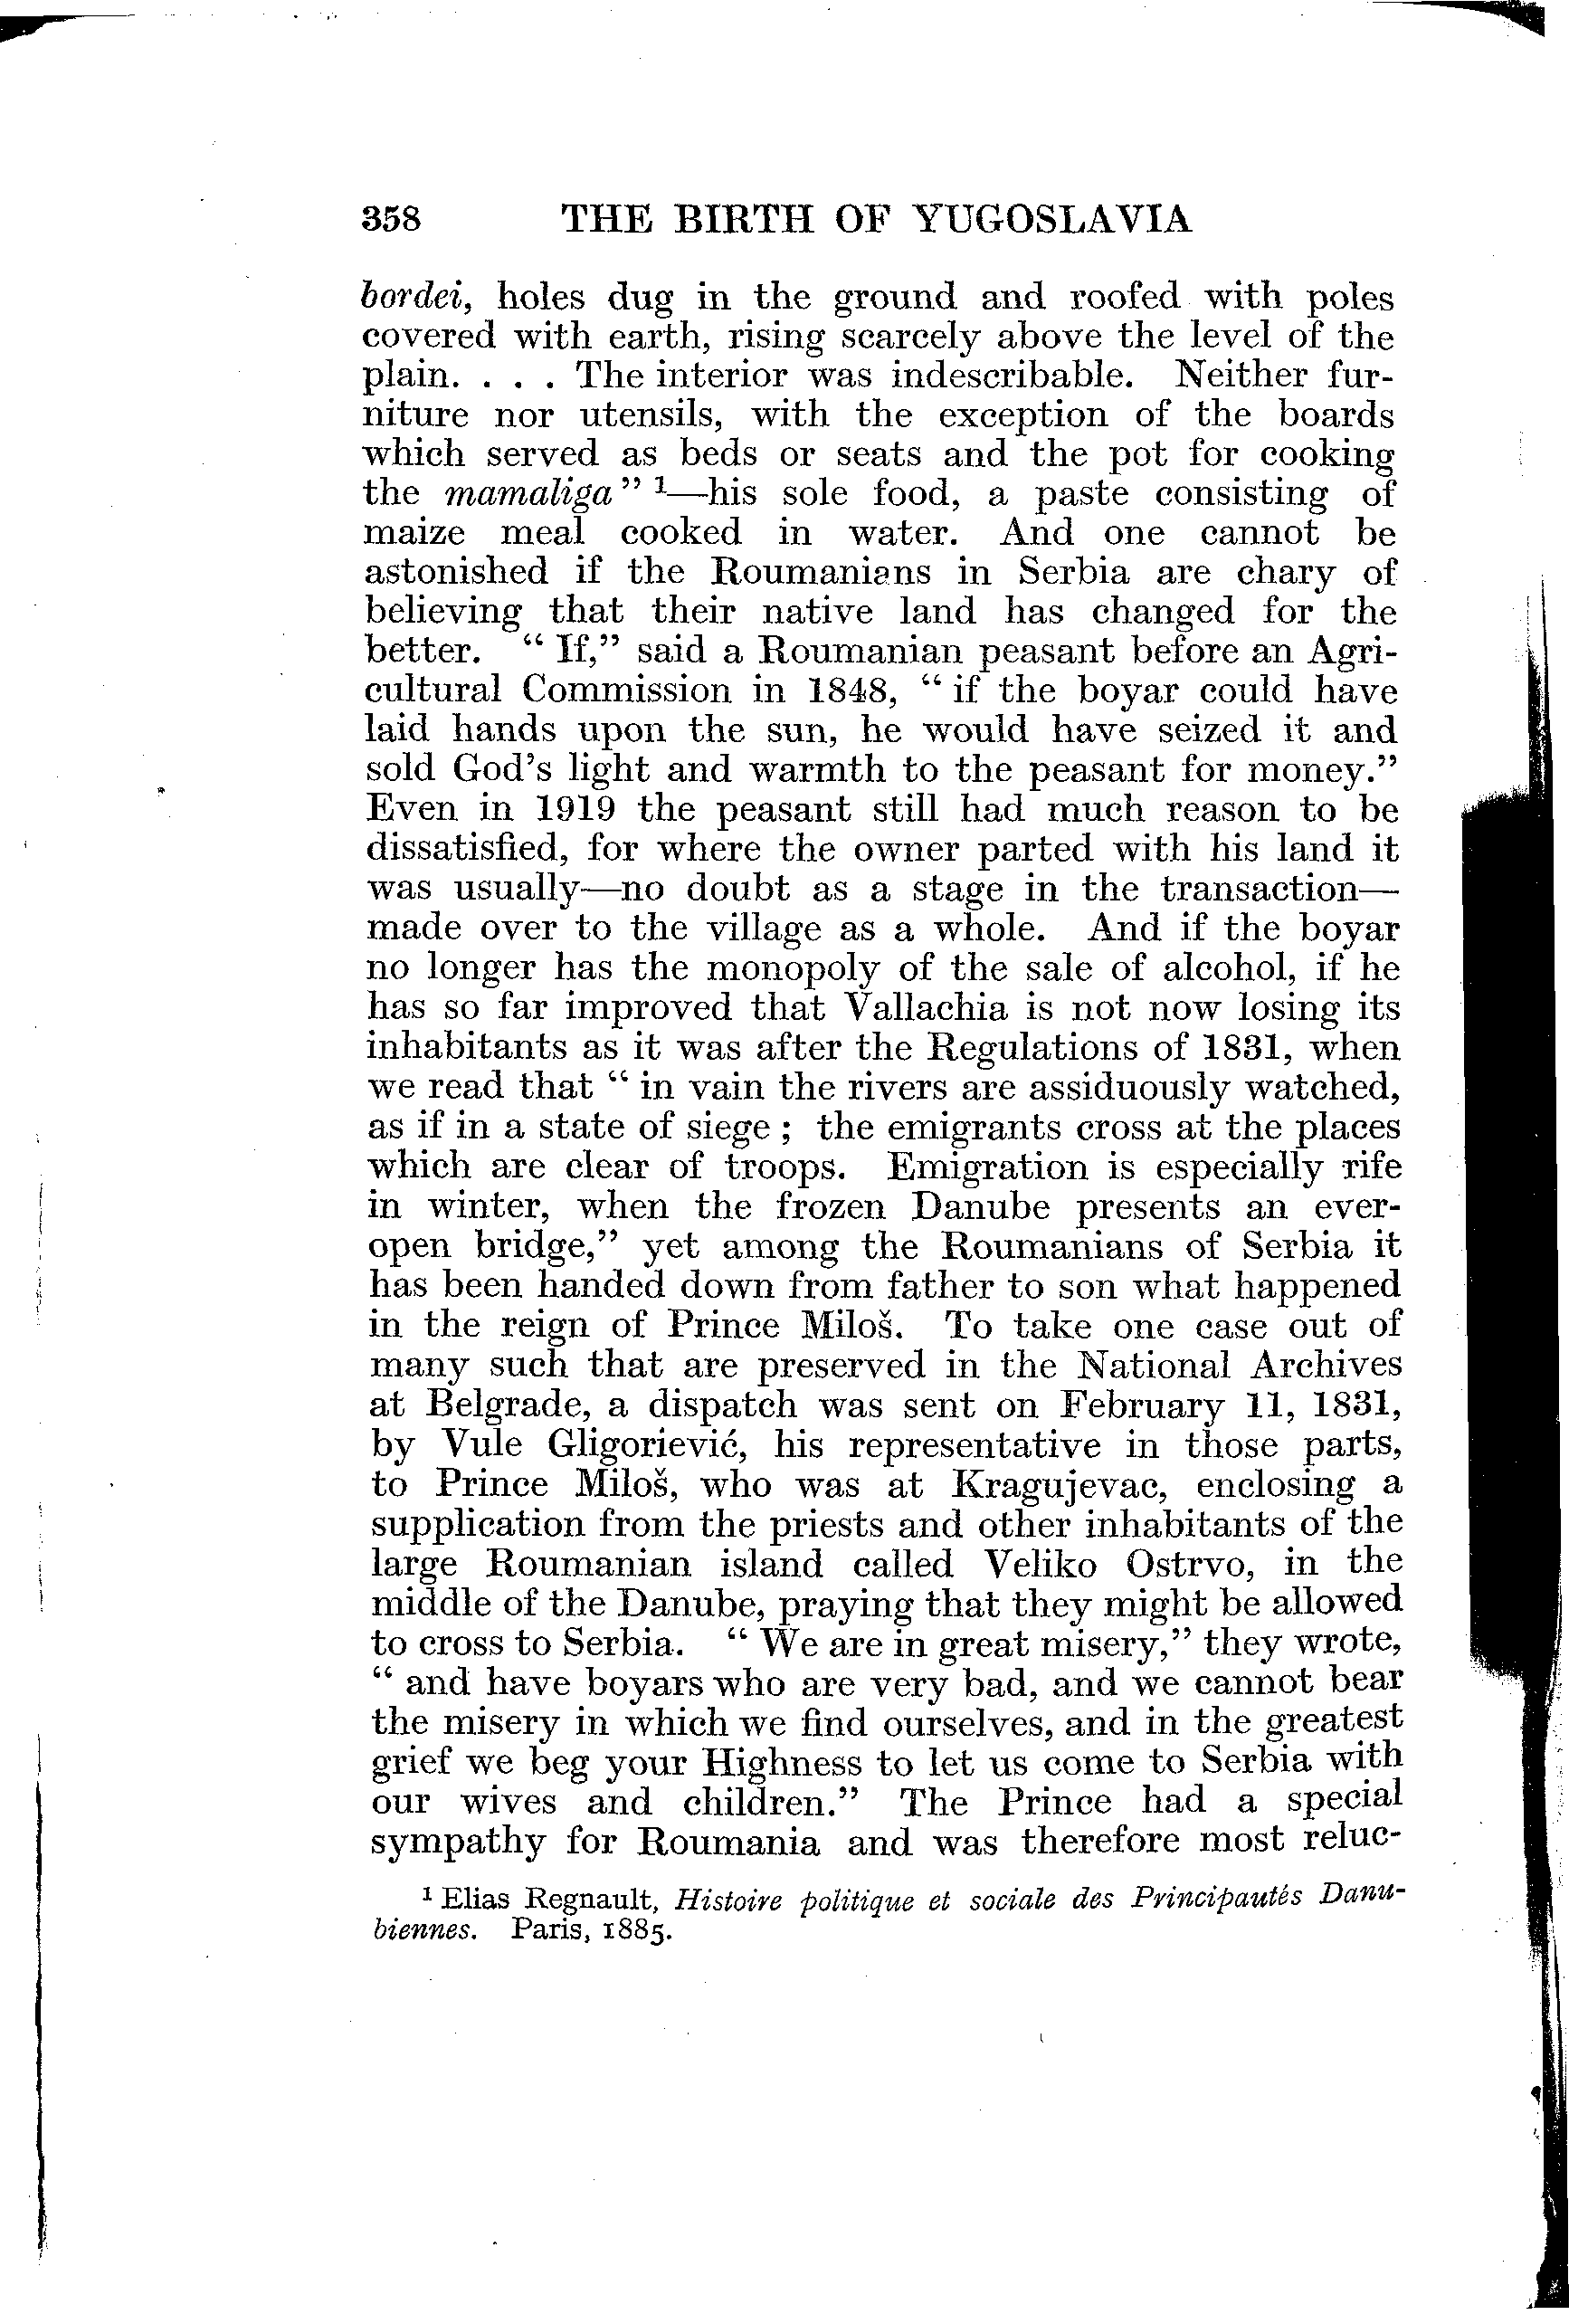 358 THE BIRTH OF YUGOSLAVIA
bordei, holes dug in the ground and roofed with poles
covered with earth, rising scarcely above the level of the
plain. . . . The interior was indescribable. Neither fur-
niture nor utensils, with the exception of the boards
which served as beds or seats and the pot for cooking
the mamaliga” ¹—his sole food, a paste consisting of
maize meal cooked in water. And one cannot be
astonished if the Roumanians in Serbia are chary of
believing that their native land has changed for the
better. “ If,” said a Roumanian peasant before an Agri-
cultural Commission in 1848, “ if the boyar could have
laid hands upon the sun, he would have seized it and
sold God’s light and warmth to the peasant for money.”
Even in 1919 the peasant still had much reason to be
dissatisfied, for where the owner parted with his land it
was usually—no doubt as a stage in the transaction—
made over to the village as a whole. And if the boyar
no longer has the monopoly of the sale of alcohol, if he
has so far improved that Vallachia is not now losing its
inhabitants as it was after the Regulations of 1831, when
we read that “ in vain the rivers are assiduously watched,
as if in a state of siege ; the emigrants cross at the places
which are clear of troops. Emigration is especially rife
in winter, when the frozen Danube presents an ever-
open bridge,” yet among the Roumanians of Serbia it
has been handed down from father to son what happened
in the reign of Prince Miloš. To take one case out of
many such that are preserved in the National Archives
at Belgrade, a dispatch was sent on February 11, 1831,
by Vule Gligoriević, his representative in those parts,
to Prince Miloš, who was at Kragujevac, enclosing a
supplication from the priests and other inhabitants of the
large Roumanian island called Veliko Ostrvo, in the
middle of the Danube, praying that they might be allowed
to cross to Serbia. “ We are in great misery,” they wrote,
“ and have boyars who are very bad, and we cannot bear
the misery in which we find ourselves, and in the greatest
grief we beg your Highness to let us come to Serbia with
our wives and children.” The Prince had a special
sympathy for Roumania and was therefore most reluc-
¹ Elias Regnault, Histoire politique et sociale des Principautés Danu-
biennes. Paris, 1885.